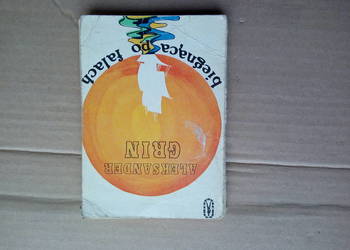 ALEKSANDER
GRIN
biegnąca po falach